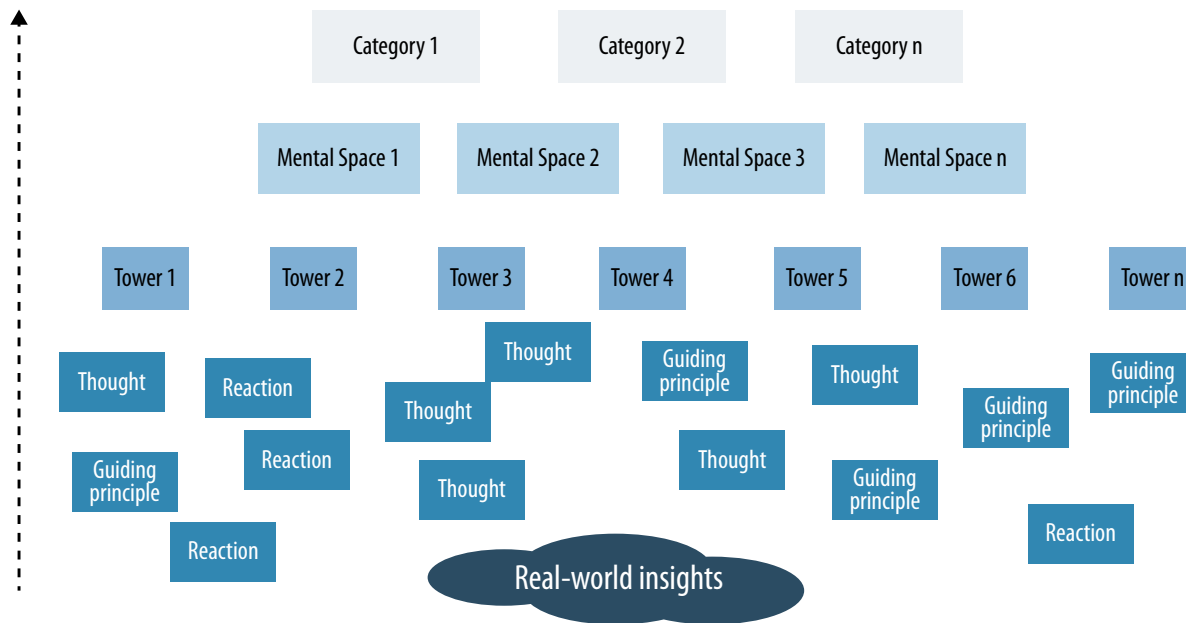 Category 1
Category 2
Category n
Mental Space 1
Mental Space 2
Mental Space 3
Mental Space n
Tower 1
Tower 2
Tower 3
Tower 4
Tower 5
Tower 6
Tower n
Thought
Reaction
Thought
Thought
Guiding
principle
Thought
Guiding
principle
Guiding
principle
Guiding
principle
Reaction
Thought
Thought
Guiding
principle
Reaction
Reaction
Real-world insights